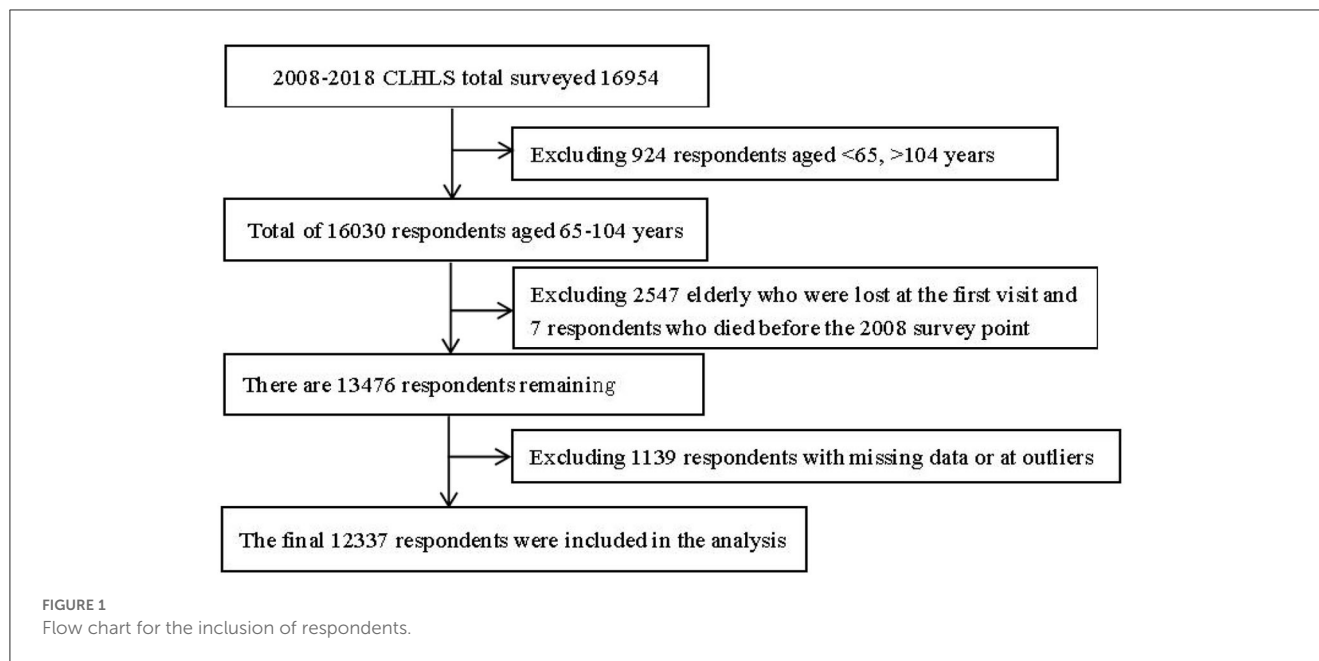 2008-2018 CLHLS total surveyed 16954
Excluding 924 respondents aged <65, >104 years
Total of 16030 respondents aged 65-104 years
Excluding 2547 elderly who were lost at the first visit and
7 respondents who died before the 2008 survey point
There are 13476 respondents remaining
Excluding 1139 respondents with missing data or at outliers
The final 12337 respondents were included in the analysis
FIGURE 1
Flow chart for the inclusion of respondents.